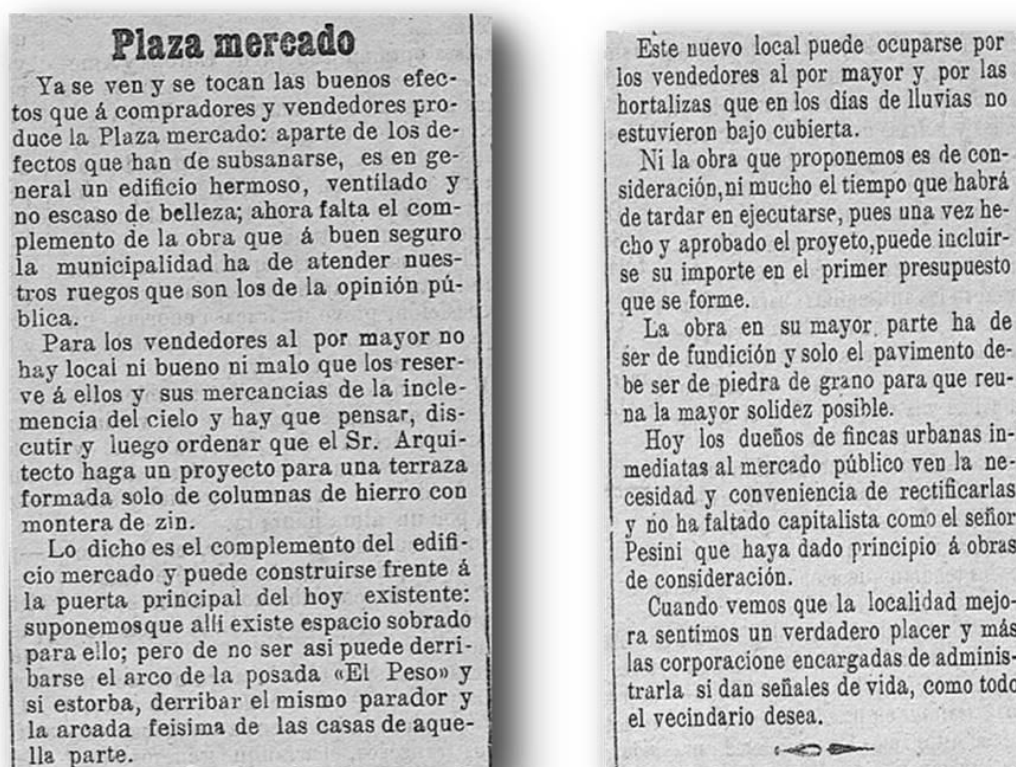 Plaza mercado
Ya se ven y se tocan las buenos efec-
tos que á compradores y vendedores pro-
duce la Plaza mercado: aparte de los de-
fectos que han de subsanarse, es en ge-
neral un edificio hermoso, ventilado y
no escaso de belleza; ahora falta el com-
plemento de la obra que á buen seguro
la municipalidad ha de atender nues-
tros ruegos que son los de la opinión pú-
blica.
Para los vendedores al por mayor no
hay local ni bueno ni malo que los reser-
ve á ellos y sus mercancias de la incle-
mencia del cielo y hay que pensar, dis-
cutir y luego ordenar que el Sr. Arqui-
tecto haga un proyecto para una terraza
formada solo de columnas de hierro con
montera de zin.
Lo dicho es el complemento del edifi-
cio mercado y puede construirse frente á
la puerta principal del hoy existente:
suponemosque alli existe espacio sobrado
para ello; pero de no ser asi puede derri-
barse el arco de la posada «El Peso» y
si estorba, derribar el mismo parador y
la arcada feisima de las casas de aque-
lla parte.
Este nuevo local puede ocuparse por
los vendedores al por mayor y por las
hortalizas que en los dias de lluvias no
estuvieron bajo cubierta.
Ni la obra que proponemos es de con-
sideración,ni mucho el tiempo que habrá
de tardar en ejecutarse, pues una vez he-
cho y aprobado el proyeto,puede incluir-
se su importe en el primer presupuesto
que se forme.
La obra en su mayor parte ha de
ser de fundición y solo el pavimento de-
be ser de piedra de grano para que reu-
na la mayor solidez posible.
Hoy los dueños de fincas urbanas in-
mediatas al mercado público ven la ne-
cesidad y conveniencia de rectificarlas
y no ha faltado capitalista como el señor
Pesini que haya dado principio á obras
de consideración.
Cuando vemos que la localidad mejo-
ra sentimos un verdadero placer y más
las corporacione encargadas de adminis-
trarla si dan señales de vida, como todo
el vecindario desea.